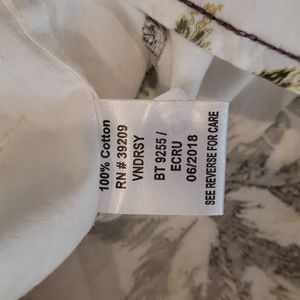 100% Cotton
RN # 39209
VNDRSY
BT 9255 /
ECRU
06/2018
SEE REVERSE FOR CARE